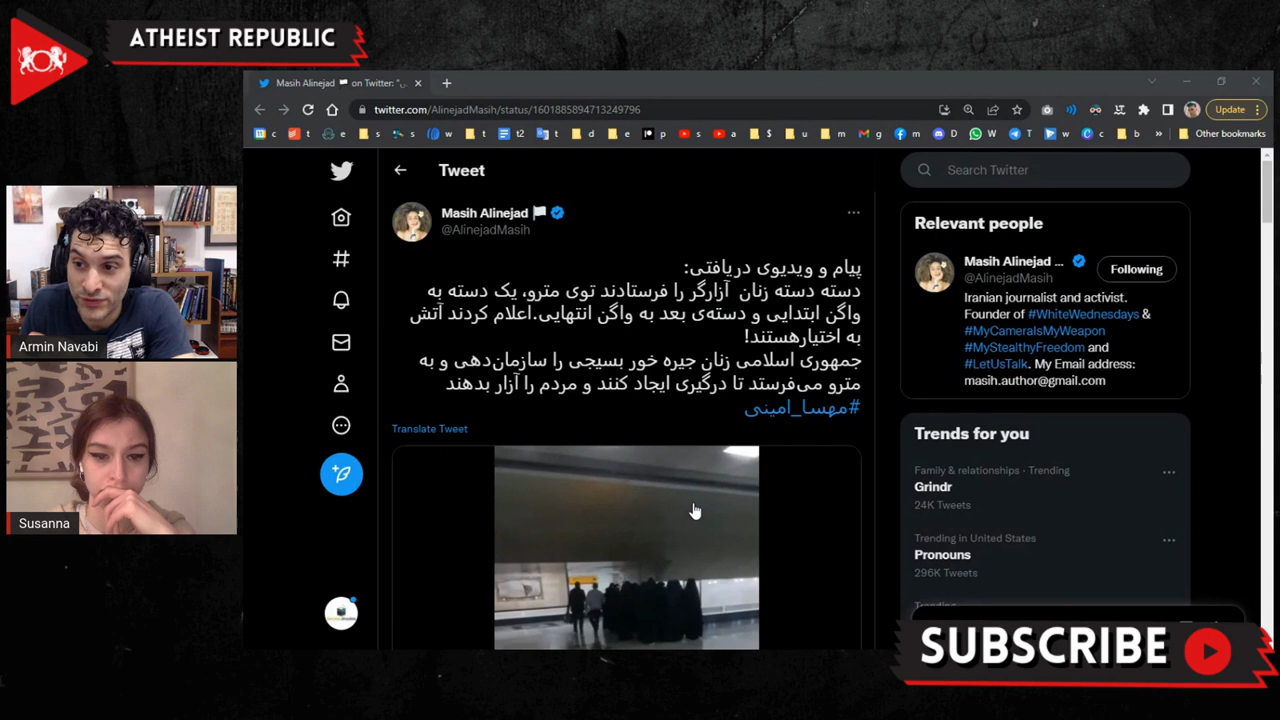 ATHEIST REPUBLIC
Masih Alinejad on Twitter: "
twitter.com/AlinejadMasih/status/1601885894713249796
Update
c t e s s w t t2 d e p s a $ u m g m D W T w c b » Other bookmarks
Tweet
Search Twitter
Masih Alinejad
@AlinejadMasih
پیام و ویدیوی دریافتی:
دسته دسته زنان آزارگر را فرستادند توی مترو، یک دسته به
واگن ابتدایی و دسته‌ی بعد به واگن انتهایی.اعلام کردند آتش
به اختیارهستند!
جمهوری اسلامی زنان جیره خور بسیجی را سازمان‌دهی و به
مترو می‌فرستد تا درگیری ایجاد کنند و مردم را آزار بدهند
#مهسا_امینی
Translate Tweet
Relevant people
Masih Alinejad ...
@AlinejadMasih
Following
Iranian journalist and activist.
Founder of #WhiteWednesdays &
#MyCameraIsMyWeapon
#MyStealthyFreedom and
#LetUsTalk. My Email address:
masih.author@gmail.com
Trends for you
Family & relationships · Trending
Grindr
24K Tweets
Trending in United States
Pronouns
296K Tweets
Trending
Armin Navabi
Susanna
SUBSCRIBE